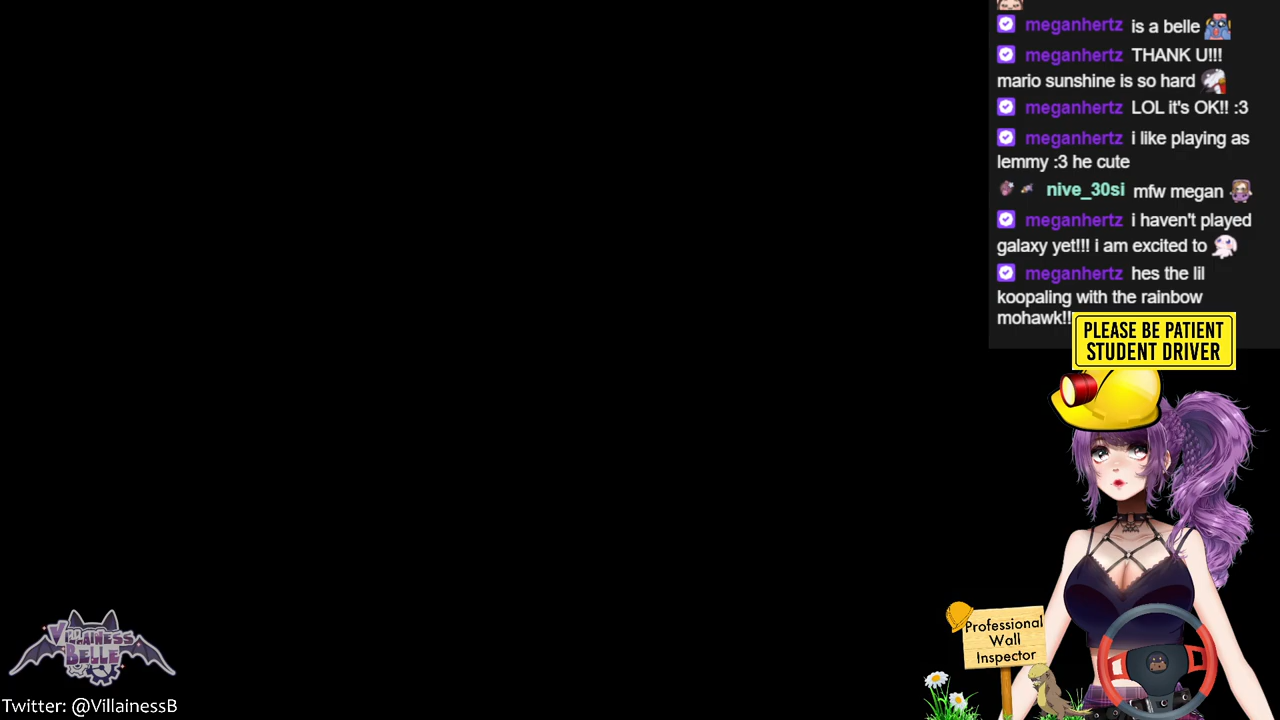 meganhertz is a belle
meganhertz THANK U!!!
mario sunshine is so hard
meganhertz LOL it's OK!! :3
meganhertz i like playing as
lemmy :3 he cute
nive_30si mfw megan
meganhertz i haven't played
galaxy yet!!! i am excited to
meganhertz hes the lil
koopaling with the rainbow
mohawk!!
PLEASE BE PATIENT
STUDENT DRIVER
Professional
Wall
Inspector
VILLAINESS
BELLE
Twitter: @VillainessB